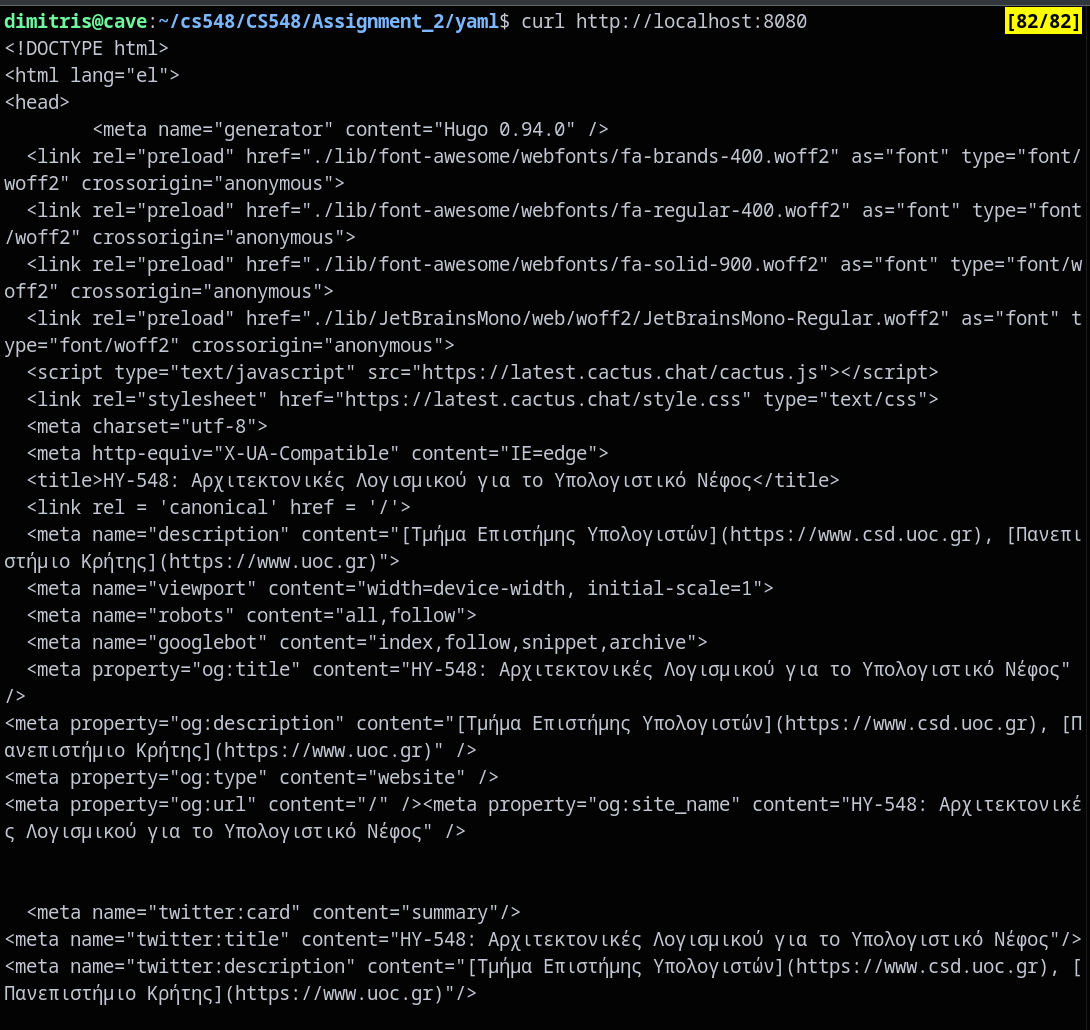 dimitris@cave:~/cs548/CS548/Assignment_2/yaml$ curl http://localhost:8080 [82/82]
<!DOCTYPE html>
<html lang="el">
<head>
        <meta name="generator" content="Hugo 0.94.0" />
  <link rel="preload" href="./lib/font-awesome/webfonts/fa-brands-400.woff2" as="font" type="font/
woff2" crossorigin="anonymous">
  <link rel="preload" href="./lib/font-awesome/webfonts/fa-regular-400.woff2" as="font" type="font
/woff2" crossorigin="anonymous">
  <link rel="preload" href="./lib/font-awesome/webfonts/fa-solid-900.woff2" as="font" type="font/w
off2" crossorigin="anonymous">
  <link rel="preload" href="./lib/JetBrainsMono/web/woff2/JetBrainsMono-Regular.woff2" as="font" t
ype="font/woff2" crossorigin="anonymous">
  <script type="text/javascript" src="https://latest.cactus.chat/cactus.js"></script>
  <link rel="stylesheet" href="https://latest.cactus.chat/style.css" type="text/css">
  <meta charset="utf-8">
  <meta http-equiv="X-UA-Compatible" content="IE=edge">
  <title>HY-548: Αρχιτεκτονικές Λογισμικού για το Υπολογιστικό Νέφος</title>
  <link rel = 'canonical' href = '/'>
  <meta name="description" content="[Τμήμα Επιστήμης Υπολογιστών](https://www.csd.uoc.gr), [Πανεπι
στήμιο Κρήτης](https://www.uoc.gr)">
  <meta name="viewport" content="width=device-width, initial-scale=1">
  <meta name="robots" content="all,follow">
  <meta name="googlebot" content="index,follow,snippet,archive">
  <meta property="og:title" content="HY-548: Αρχιτεκτονικές Λογισμικού για το Υπολογιστικό Νέφος" 
/>
<meta property="og:description" content="[Τμήμα Επιστήμης Υπολογιστών](https://www.csd.uoc.gr), [Π
ανεπιστήμιο Κρήτης](https://www.uoc.gr)" />
<meta property="og:type" content="website" />
<meta property="og:url" content="/" /><meta property="og:site_name" content="HY-548: Αρχιτεκτονικέ
ς Λογισμικού για το Υπολογιστικό Νέφος" />
  <meta name="twitter:card" content="summary"/>
<meta name="twitter:title" content="HY-548: Αρχιτεκτονικές Λογισμικού για το Υπολογιστικό Νέφος"/>
<meta name="twitter:description" content="[Τμήμα Επιστήμης Υπολογιστών](https://www.csd.uoc.gr), [
Πανεπιστήμιο Κρήτης](https://www.uoc.gr)"/>